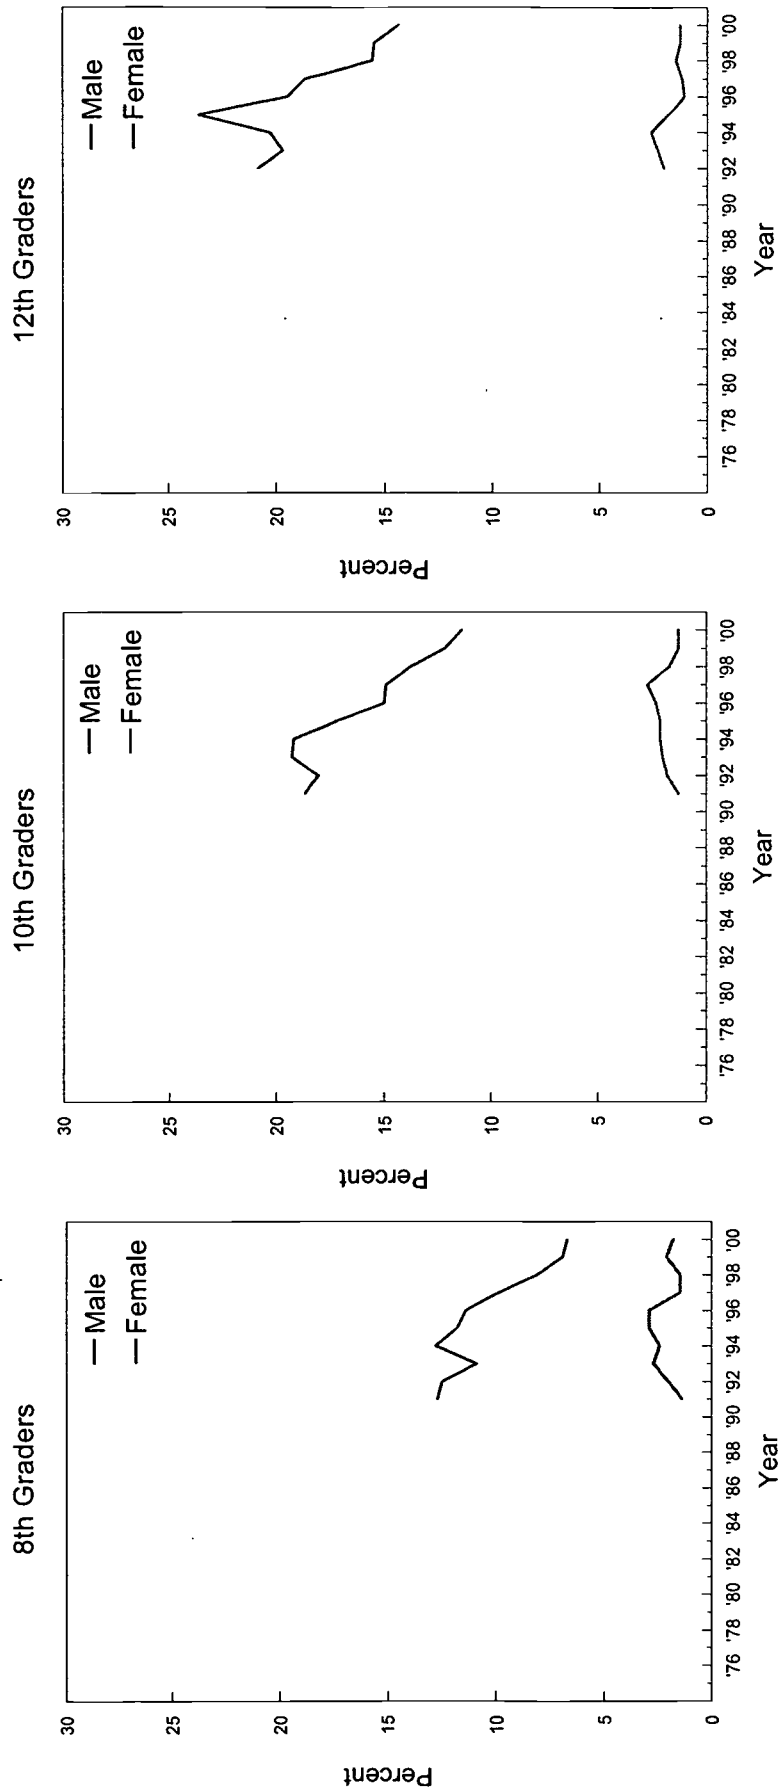 8th Graders
— Male
— Female
Percent
30
25
20
15
10
5
0
'76 '78 '80 '82 '84 '86 '88 '90 '92 '94 '96 '98 '00
Year
10th Graders
— Male
— Female
Percent
30
25
20
15
10
5
0
'76 '78 '80 '82 '84 '86 '88 '90 '92 '94 '96 '98 '00
Year
12th Graders
— Male
— Female
Percent
30
25
20
15
10
5
0
'76 '78 '80 '82 '84 '86 '88 '90 '92 '94 '96 '98 '00
Year